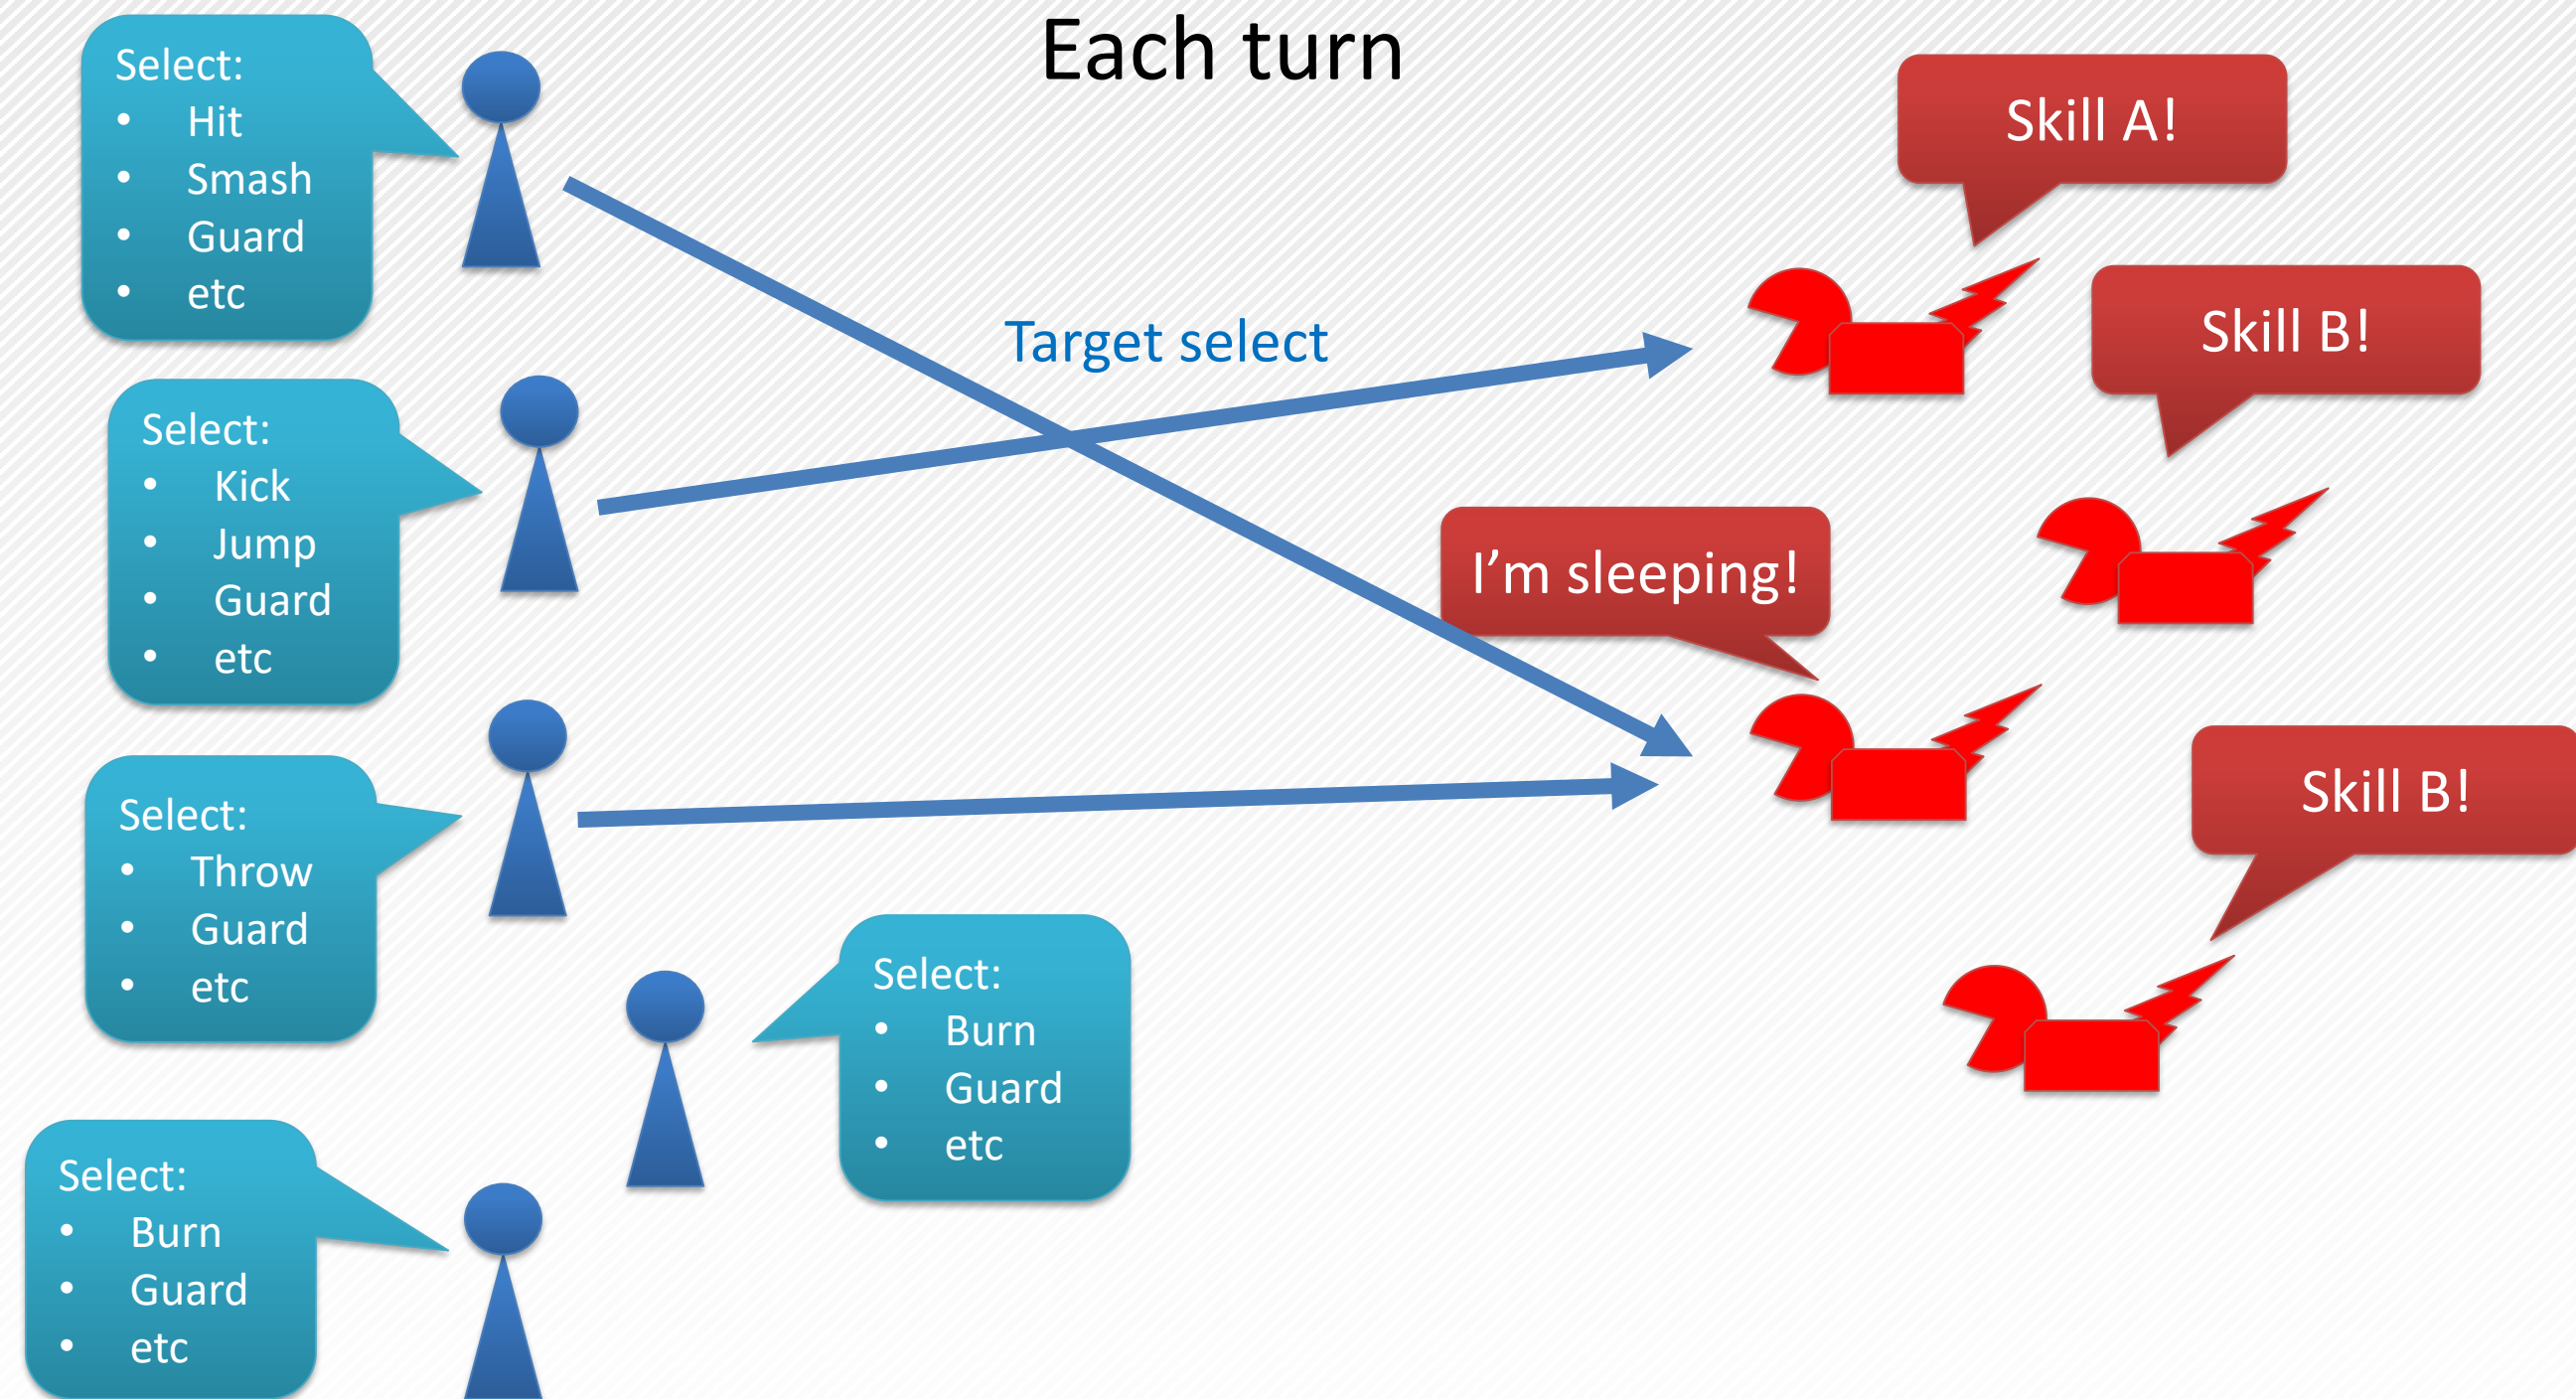 Each turn
Select:
• Hit
• Smash
• Guard
• etc
Skill A!
Skill B!
Target select
Select:
• Kick
• Jump
• Guard
• etc
I’m sleeping!
Select:
• Throw
• Guard
• etc
Skill B!
Select:
• Burn
• Guard
• etc
Select:
• Burn
• Guard
• etc